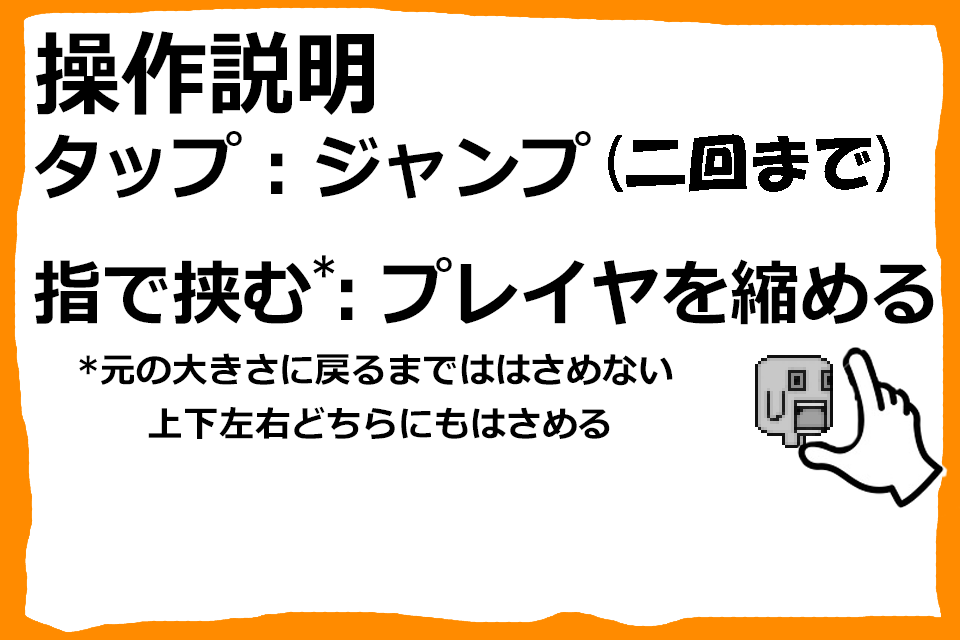 操作説明
タップ：ジャンプ(二回まで)
指で挟む*：プレイヤを縮める
*元の大きさに戻るまでははさめない
上下左右どちらにもはさめる